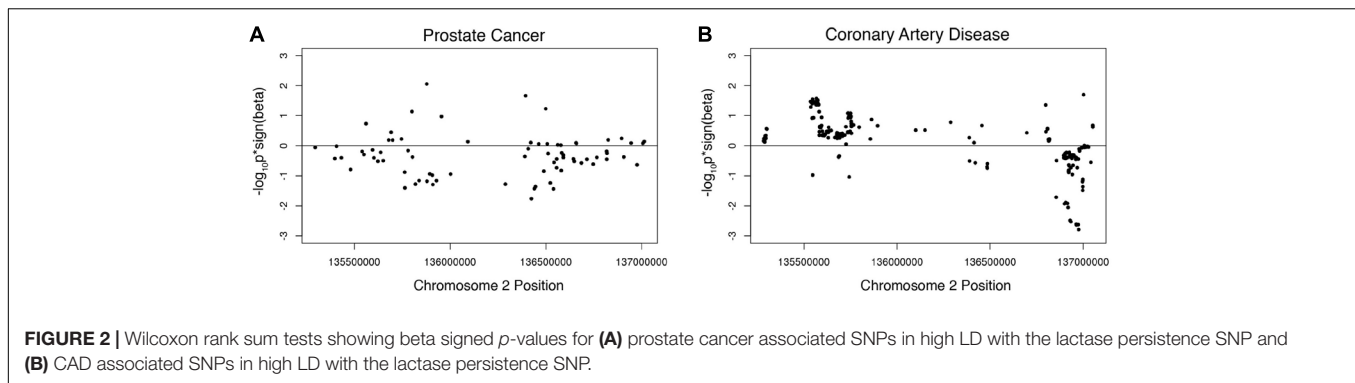 A
Prostate Cancer
3
2
1
0
-1
-2
-3
-log10p*sign(beta)
135500000
136000000
136500000
137000000
Chromosome 2 Position
B
Coronary Artery Disease
3
2
1
0
-1
-2
-3
-log10p*sign(beta)
135500000
136000000
136500000
137000000
Chromosome 2 Position
FIGURE 2 | Wilcoxon rank sum tests showing beta signed p-values for (A) prostate cancer associated SNPs in high LD with the lactase persistence SNP and
(B) CAD associated SNPs in high LD with the lactase persistence SNP.